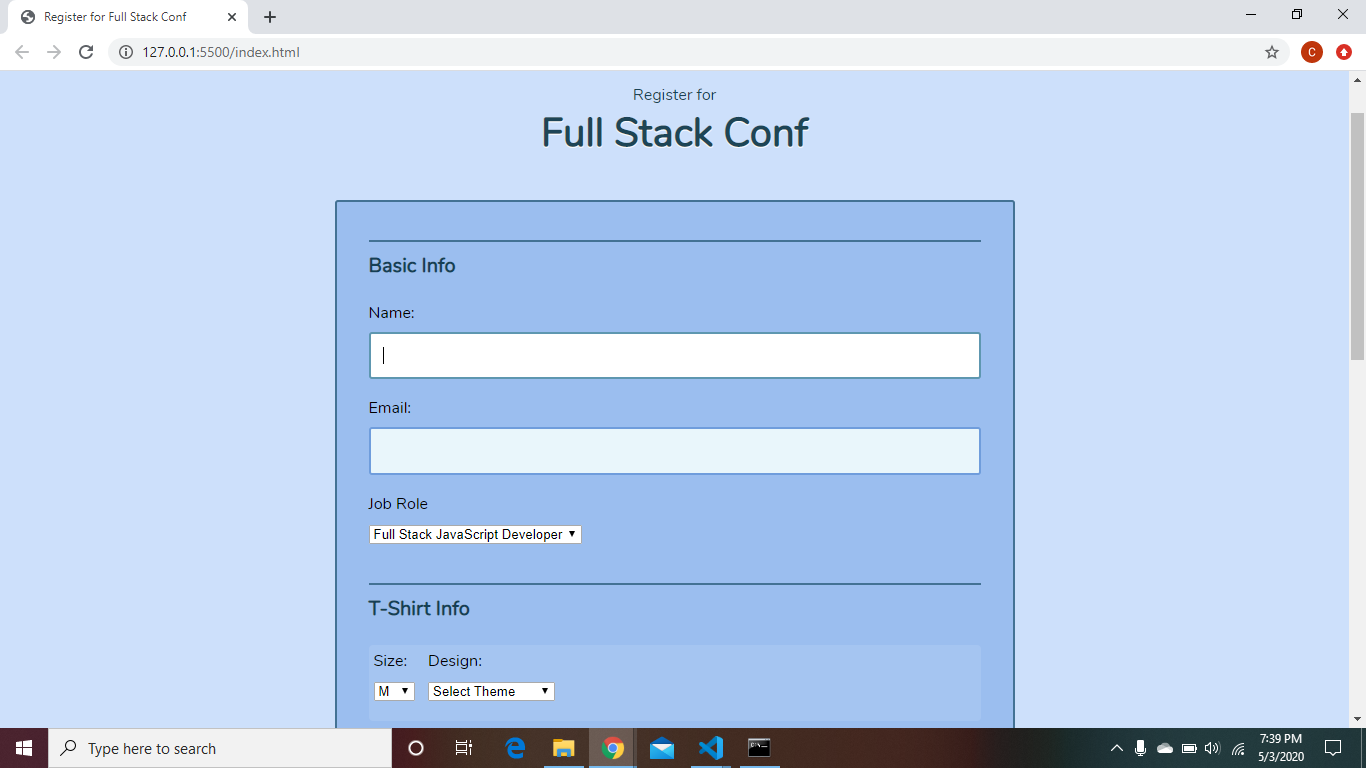 Register for Full Stack Conf
127.0.0.1:5500/index.html
C
Register for
Full Stack Conf
Basic Info
Name:
Email:
Job Role
Full Stack JavaScript Developer
T-Shirt Info
Size: Design:
M Select Theme
Type here to search
7:39 PM
5/3/2020